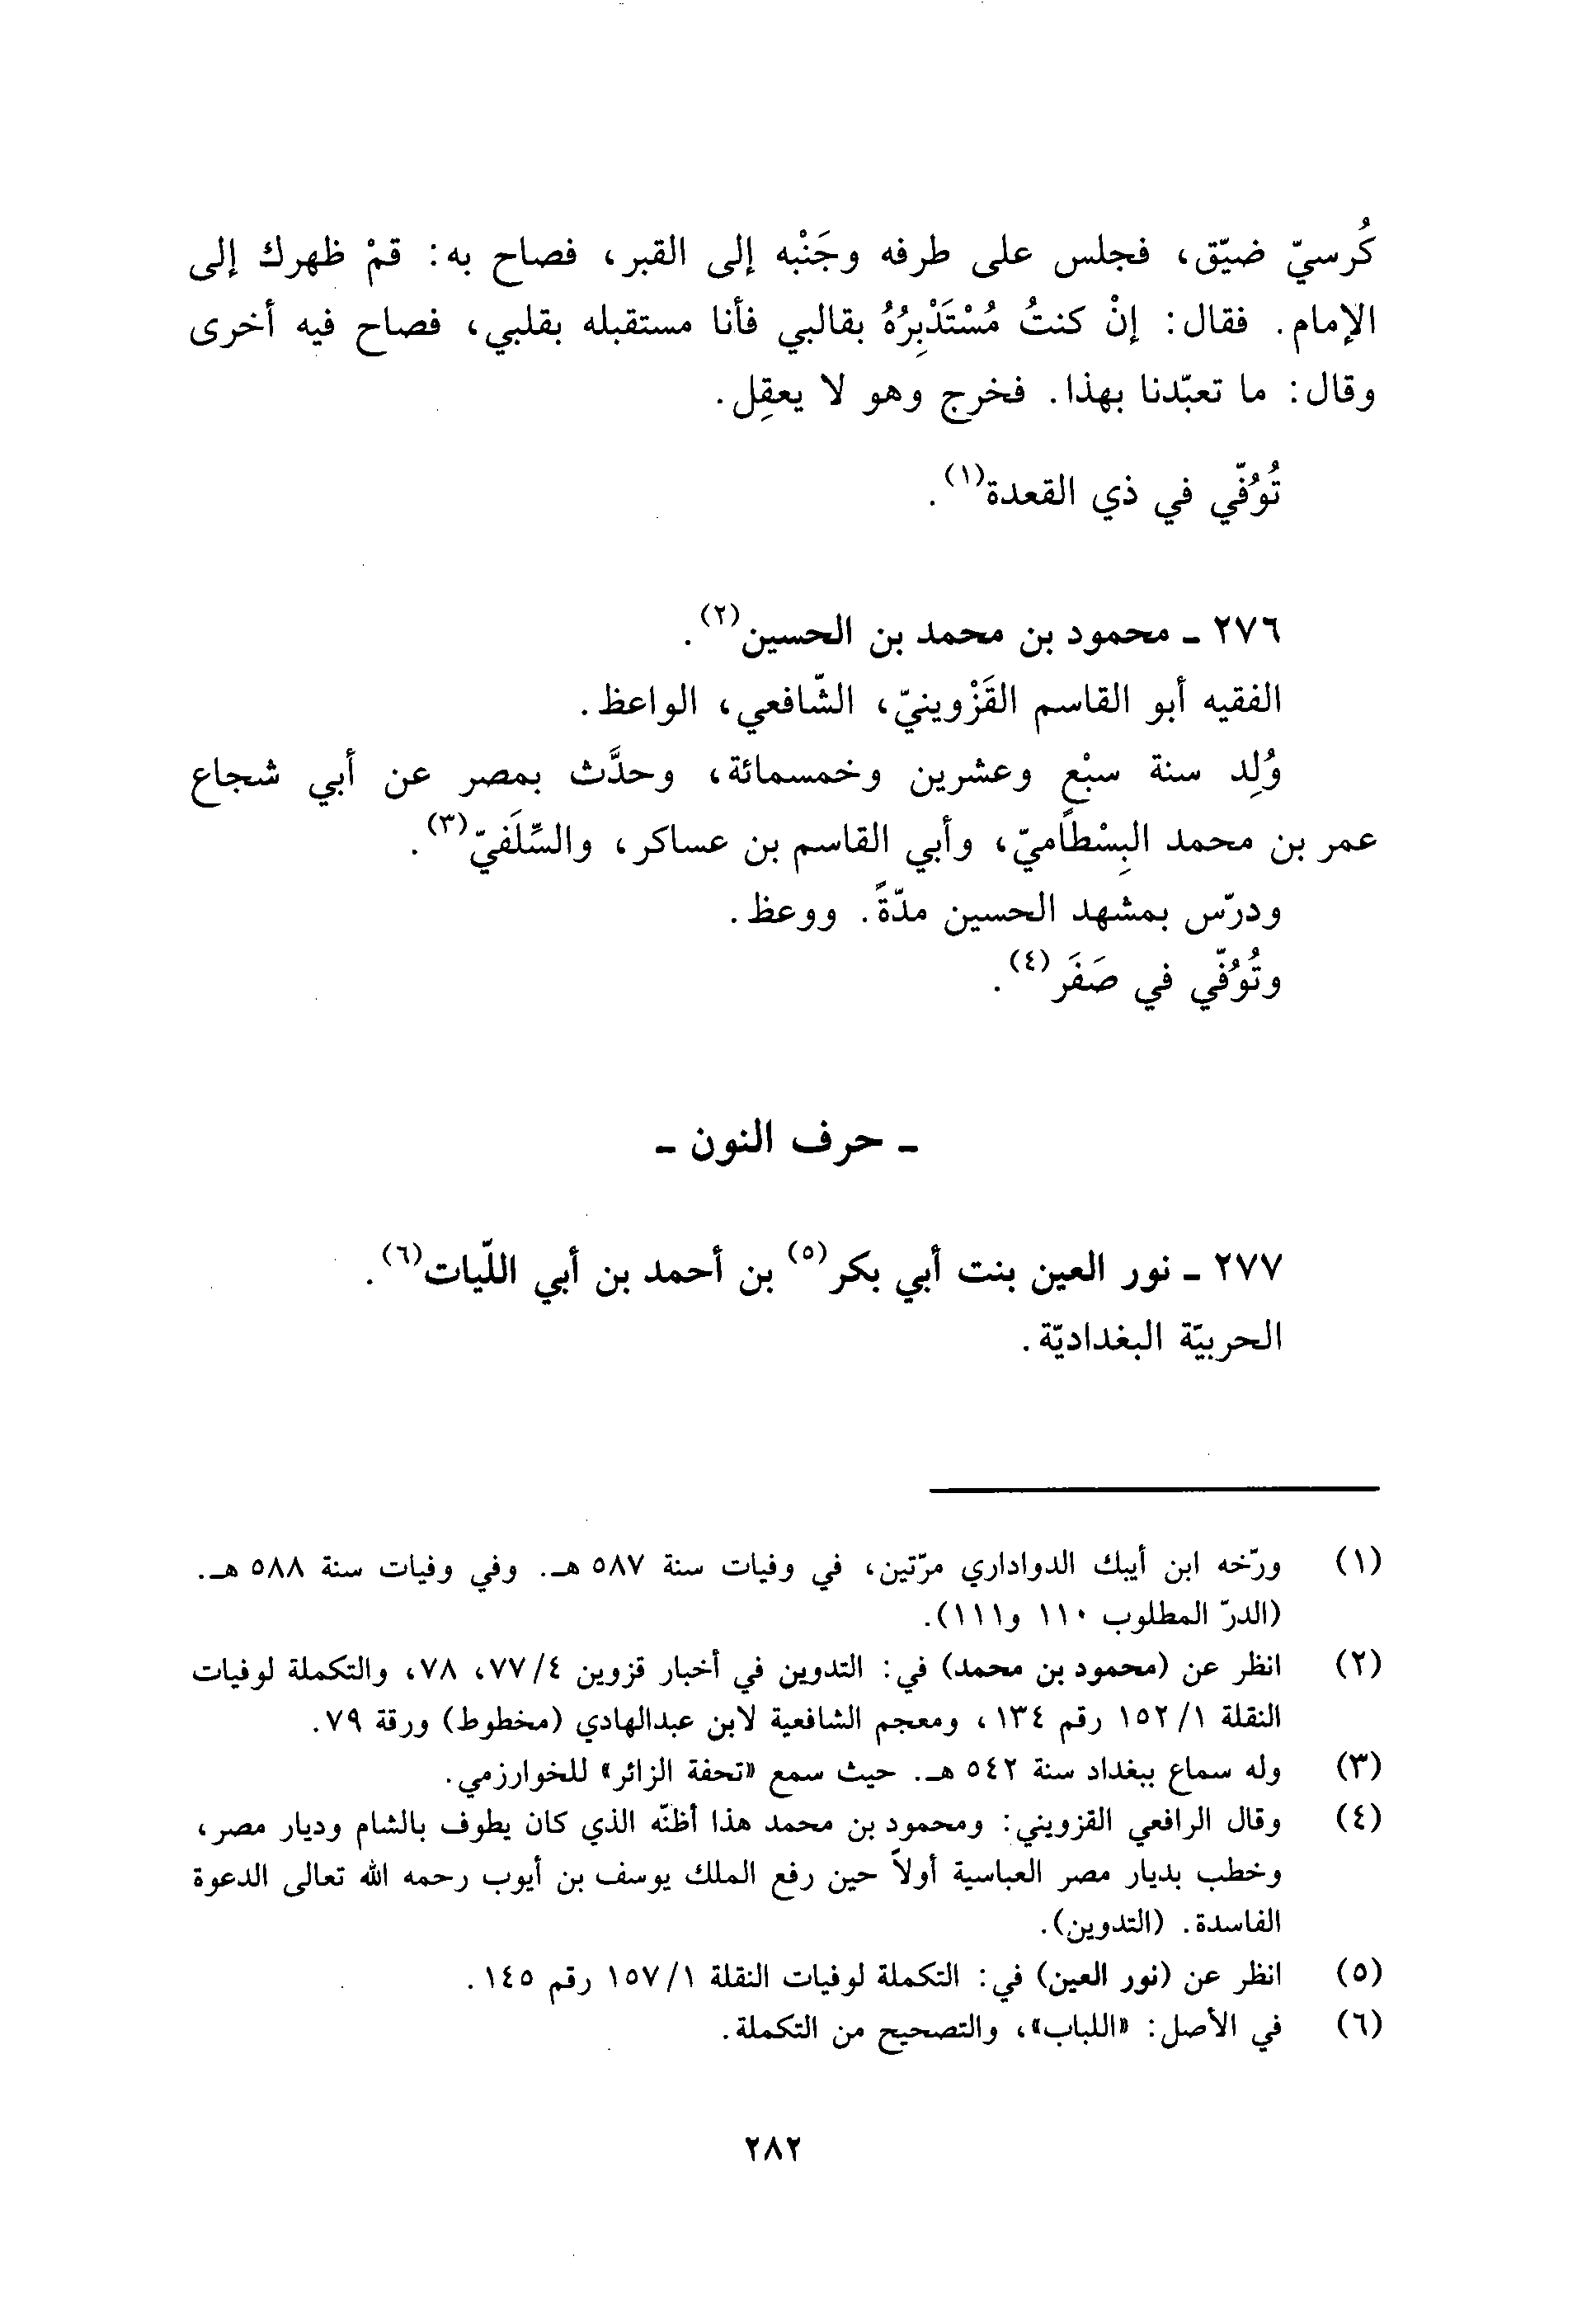 كُرسيّ ضيّق، فجلس على طرفه وجَنْبه إلى القبر، فصاح به: قمْ ظهرك إلى
الإمام. فقال: إنْ كنتُ مُسْتَدْبِرُهُ بقالبي فأنا مستقبله بقلبي، فصاح فيه أخرى
وقال: ما تعبّدنا بهذا. فخرج وهو لا يعقِل.
تُوُفّي في ذي القعدة(١).
٢٧٦ ـ محمود بن محمد بن الحسين(٢).
الفقيه أبو القاسم القَزْوينيّ، الشّافعي، الواعظ.
وُلِد سنة سبْعٍ وعشرين وخمسمائة، وحدَّث بمصر عن أبي شجاع
عمر بن محمد البِسْطَاميّ، وأبي القاسم بن عساكر، والسِّلَفيّ(٣).
ودرّس بمشهد الحسين مدّةً. ووعظ.
وتُوُفّي في صَفَر(٤).
ـ حرف النون ـ
٢٧٧ ـ نور العين بنت أبي بكر(٥) بن أحمد بن أبي اللّيات(٦).
الحربيّة البغداديّة.
(١) ورّخه ابن أيبك الدواداري مرّتين، في وفيات سنة ٥٨٧ هـ. وفي وفيات سنة ٥٨٨ هـ.
(الدرّ المطلوب ١١٠ و١١١).
(٢) انظر عن (محمود بن محمد) في: التدوين في أخبار قزوين ٤/ ٧٧، ٧٨، والتكملة لوفيات
النقلة ١/ ١٥٢ رقم ١٣٤، ومعجم الشافعية لابن عبدالهادي (مخطوط) ورقة ٧٩.
(٣) وله سماع ببغداد سنة ٥٤٢ هـ. حيث سمع «تحفة الزائر» للخوارزمي.
(٤) وقال الرافعي القزويني: ومحمود بن محمد هذا أظنّه الذي كان يطوف بالشام وديار مصر،
وخطب بديار مصر العباسية أولاً حين رفع الملك يوسف بن أيوب رحمه الله تعالى الدعوة
الفاسدة. (التدوين).
(٥) انظر عن (نور العين) في: التكملة لوفيات النقلة ١/ ١٥٧ رقم ١٤٥.
(٦) في الأصل: «اللباب»، والتصحيح من التكملة.
٢٨٢